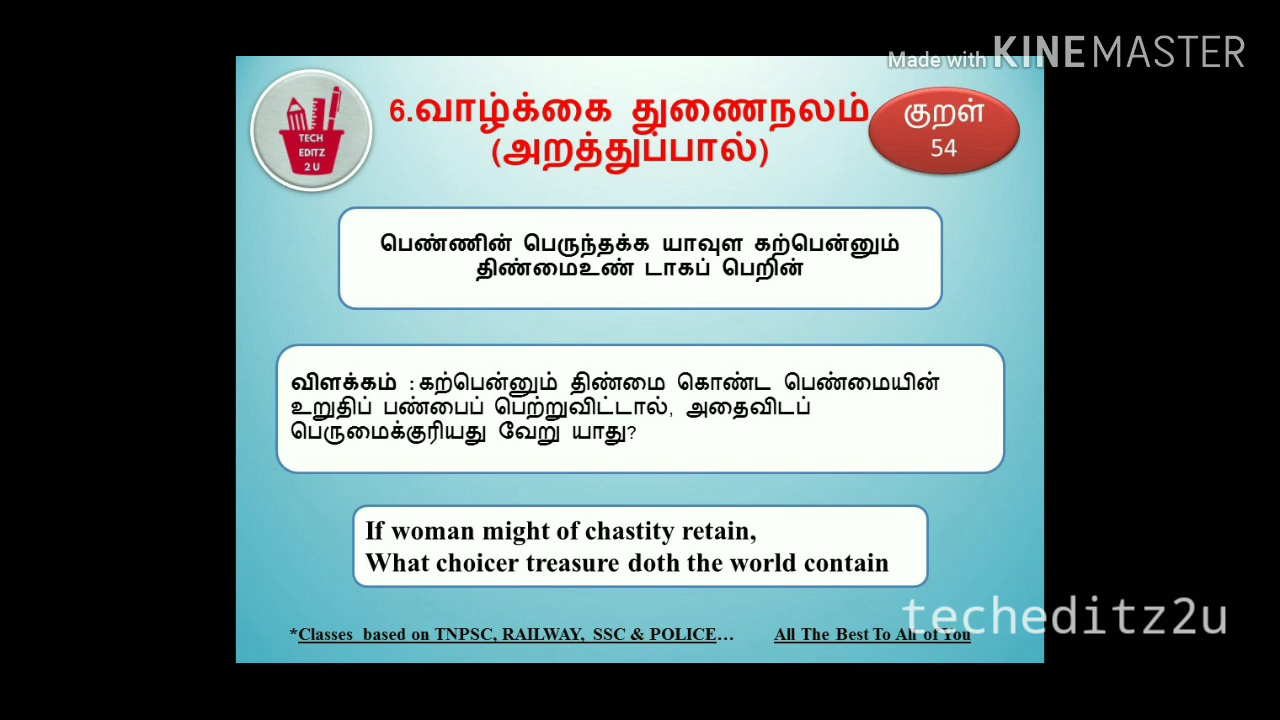 Made with KINEMASTER
TECH
EDITZ
2 U
6.வாழ்க்கை துணைநலம்
(அறத்துப்பால்)
குறள்
54
பெண்ணின் பெருந்தக்க யாவுள கற்பென்னும்
திண்மைஉண் டாகப் பெறின்
விளக்கம் :கற்பென்னும் திண்மை கொண்ட பெண்மையின்
உறுதிப் பண்பைப் பெற்றுவிட்டால், அதைவிடப்
பெருமைக்குரியது வேறு யாது?
If woman might of chastity retain,
What choicer treasure doth the world contain
techeditz2u
*Classes based on TNPSC, RAILWAY, SSC & POLICE... All The Best To All of You